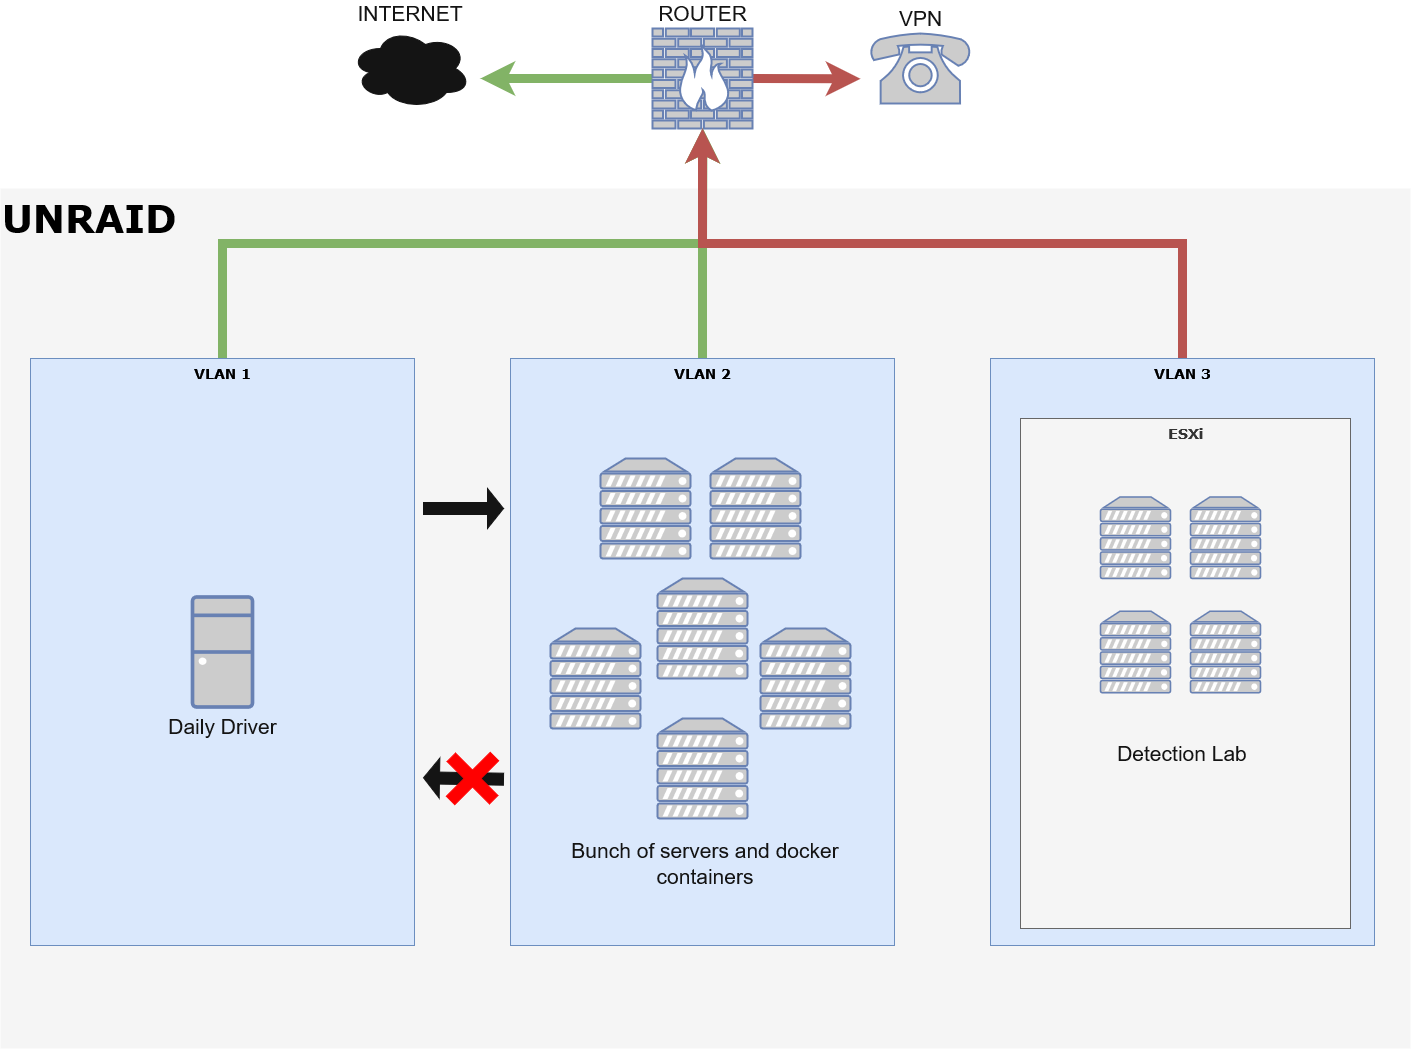 INTERNET
ROUTER
VPN
UNRAID
VLAN 1
VLAN 2
VLAN 3
ESXi
Daily Driver
Detection Lab
Bunch of servers and docker
containers